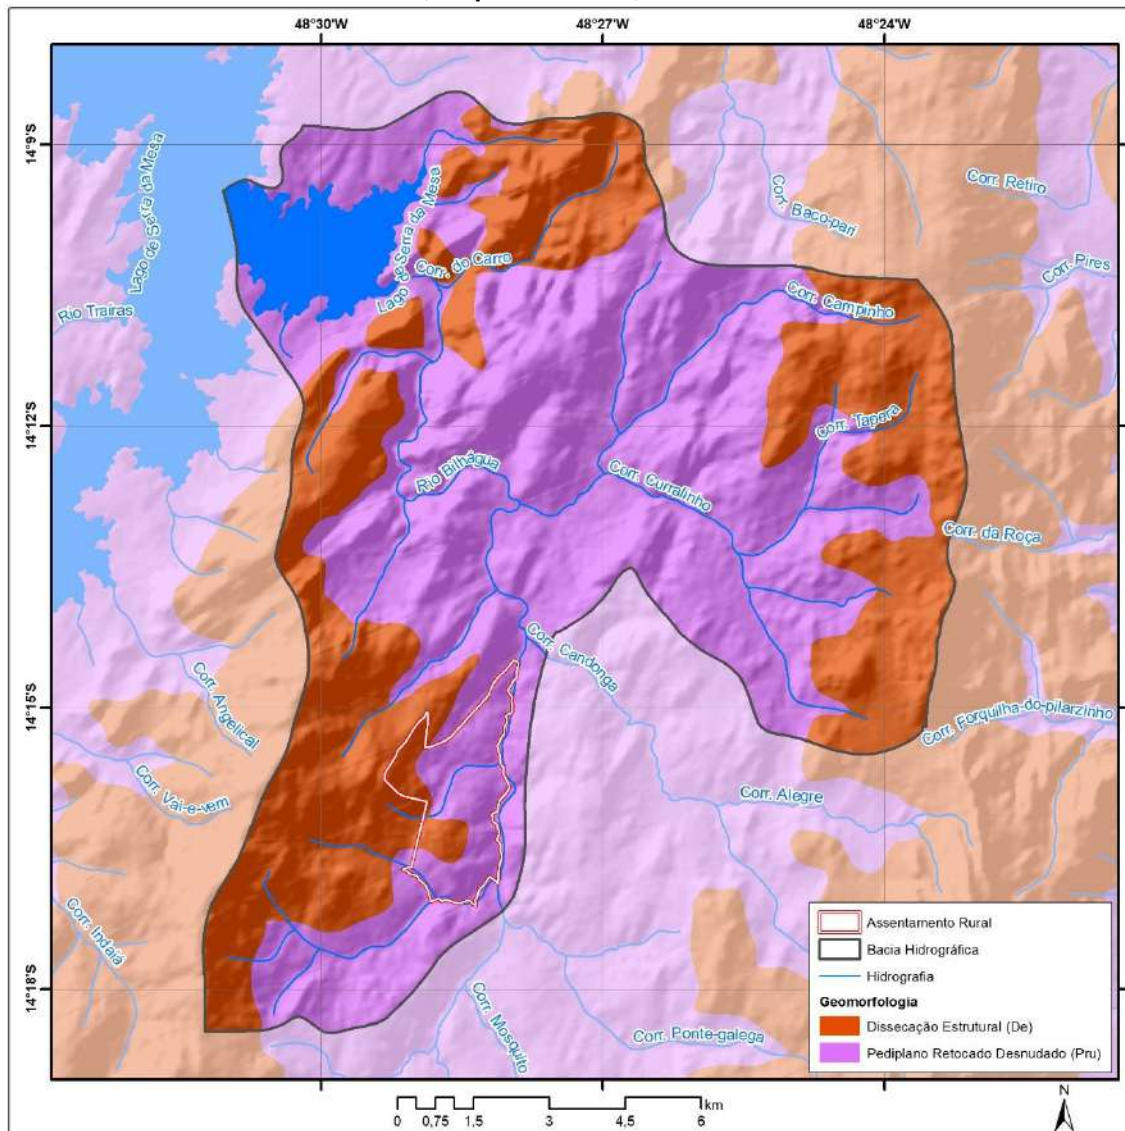 48°30'W
48°27'W
48°24'W
14°9'S
14°12'S
14°15'S
14°18'S
Lago de Serra da Mesa
Rio Traíras
Lago de Serra da Mesa
Corr. do Carro
Corr. Baco-pari
Corr. Retiro
Corr. Pires
Corr. Campinho
Corr. Tapera
Rio Bilhágua
Corr. Curralinho
Corr. da Roça
Corr. Candonga
Corr. Angelical
Corr. Forquilha-do-pilarzinho
Corr. Vai-e-vem
Corr. Alegre
Corr. Indaiá
Corr. Mosquito
Corr. Ponte-galega
Assentamento Rural
Bacia Hidrográfica
Hidrografia
Geomorfologia
Dissecação Estrutural (De)
Pediplano Retocado Desnudado (Pru)
N
km
0 0,75 1,5 3 4,5 6